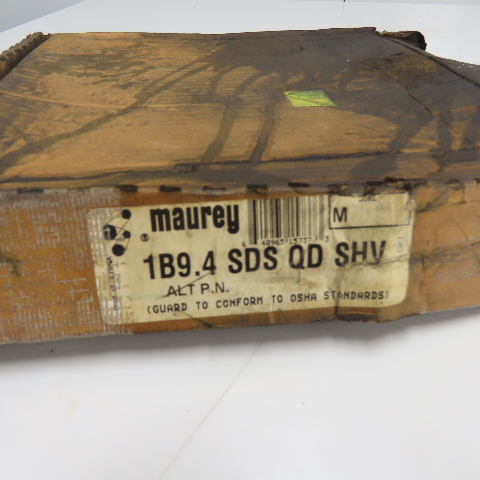 maurey
®
M
1B9.4 SDS QD SHV
ALT P.N.
(GUARD TO CONFORM TO OSHA STANDARDS)